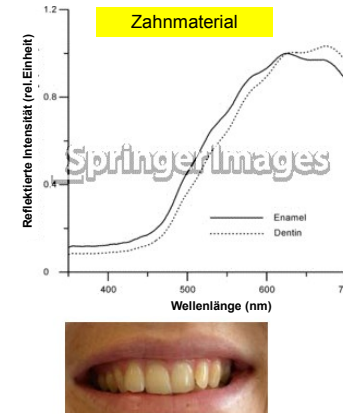 Zahnmaterial
1.2
0.8
0.4
0
Reflektierte Intensität (rel.Einheit)
SpringerImages
Enamel
Dentin
400
500
600
Wellenlänge (nm)